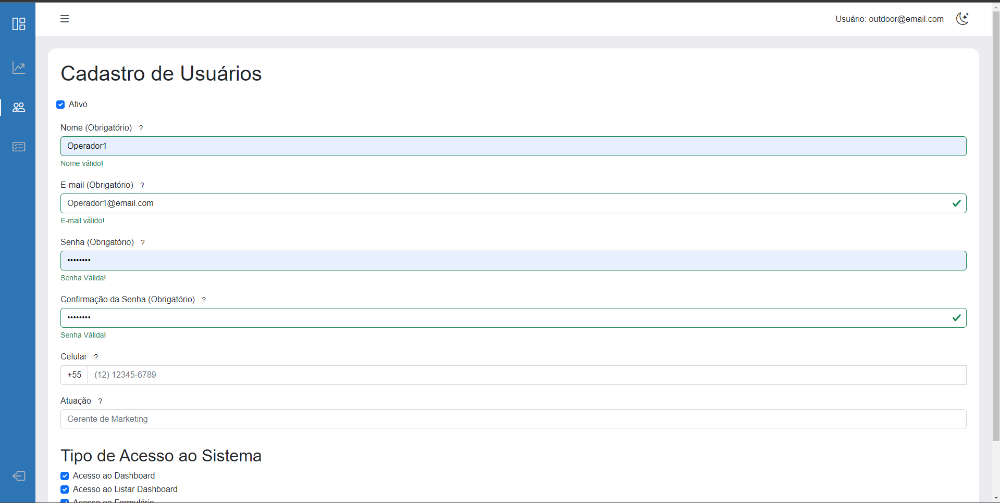 Usuário: outdoor@email.com
Cadastro de Usuários
Ativo
Nome (Obrigatório) ?
Operador1
Nome válido!
E-mail (Obrigatório) ?
Operador1@email.com
E-mail válido!
Senha (Obrigatório) ?
••••••••
Senha Válida!
Confirmação da Senha (Obrigatório) ?
••••••••
Senha Válida!
Celular ?
+55 (12) 12345-6789
Atuação ?
Gerente de Marketing
Tipo de Acesso ao Sistema
Acesso ao Dashboard
Acesso ao Listar Dashboard
Acesso ao Formulário